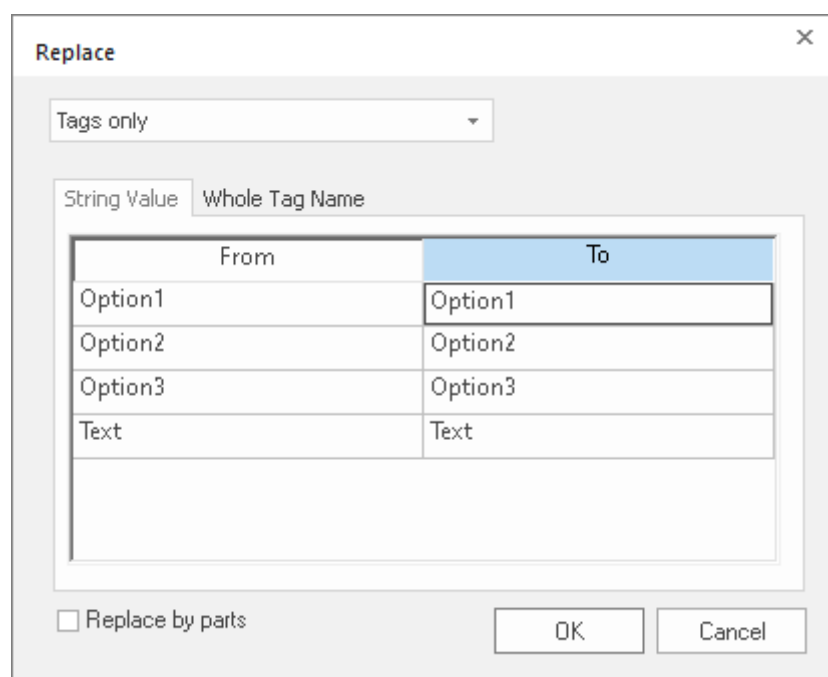 Replace
Tags only
String Value Whole Tag Name
From To
Option1 Option1
Option2 Option2
Option3 Option3
Text Text
Replace by parts OK Cancel